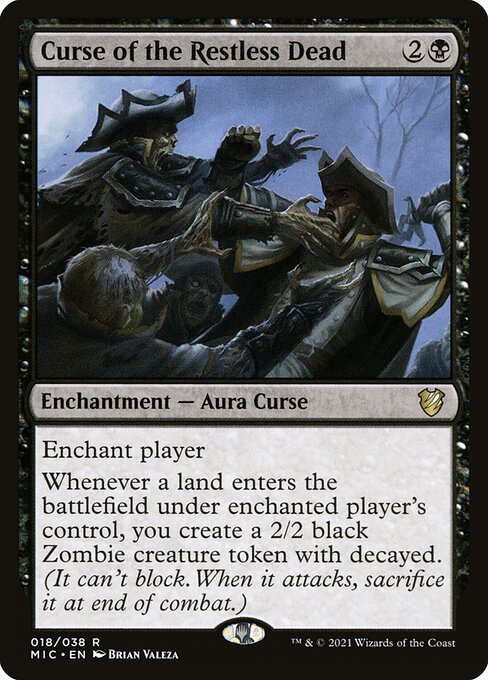 Curse of the Restless Dead 2
Enchantment — Aura Curse
Enchant player
Whenever a land enters the
battlefield under enchanted player's
control, you create a 2/2 black
Zombie creature token with decayed.
(It can't block. When it attacks, sacrifice
it at end of combat.)
018/038 R
MIC • EN Brian Valeza
™ & © 2021 Wizards of the Coast